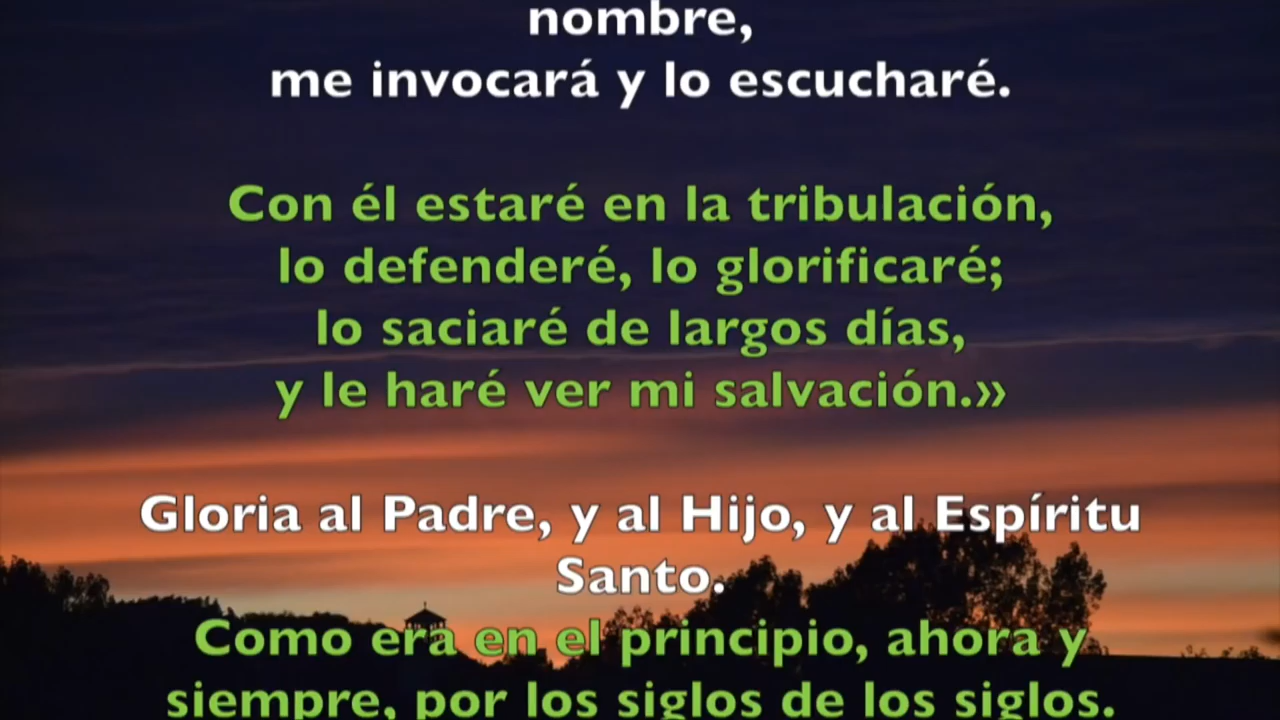 nombre,
me invocará y lo escucharé.
Con él estaré en la tribulación,
lo defenderé, lo glorificaré;
lo saciaré de largos días,
y le haré ver mi salvación.»
Gloria al Padre, y al Hijo, y al Espíritu
Santo.
Como era en el principio, ahora y
siempre, por los siglos de los siglos.